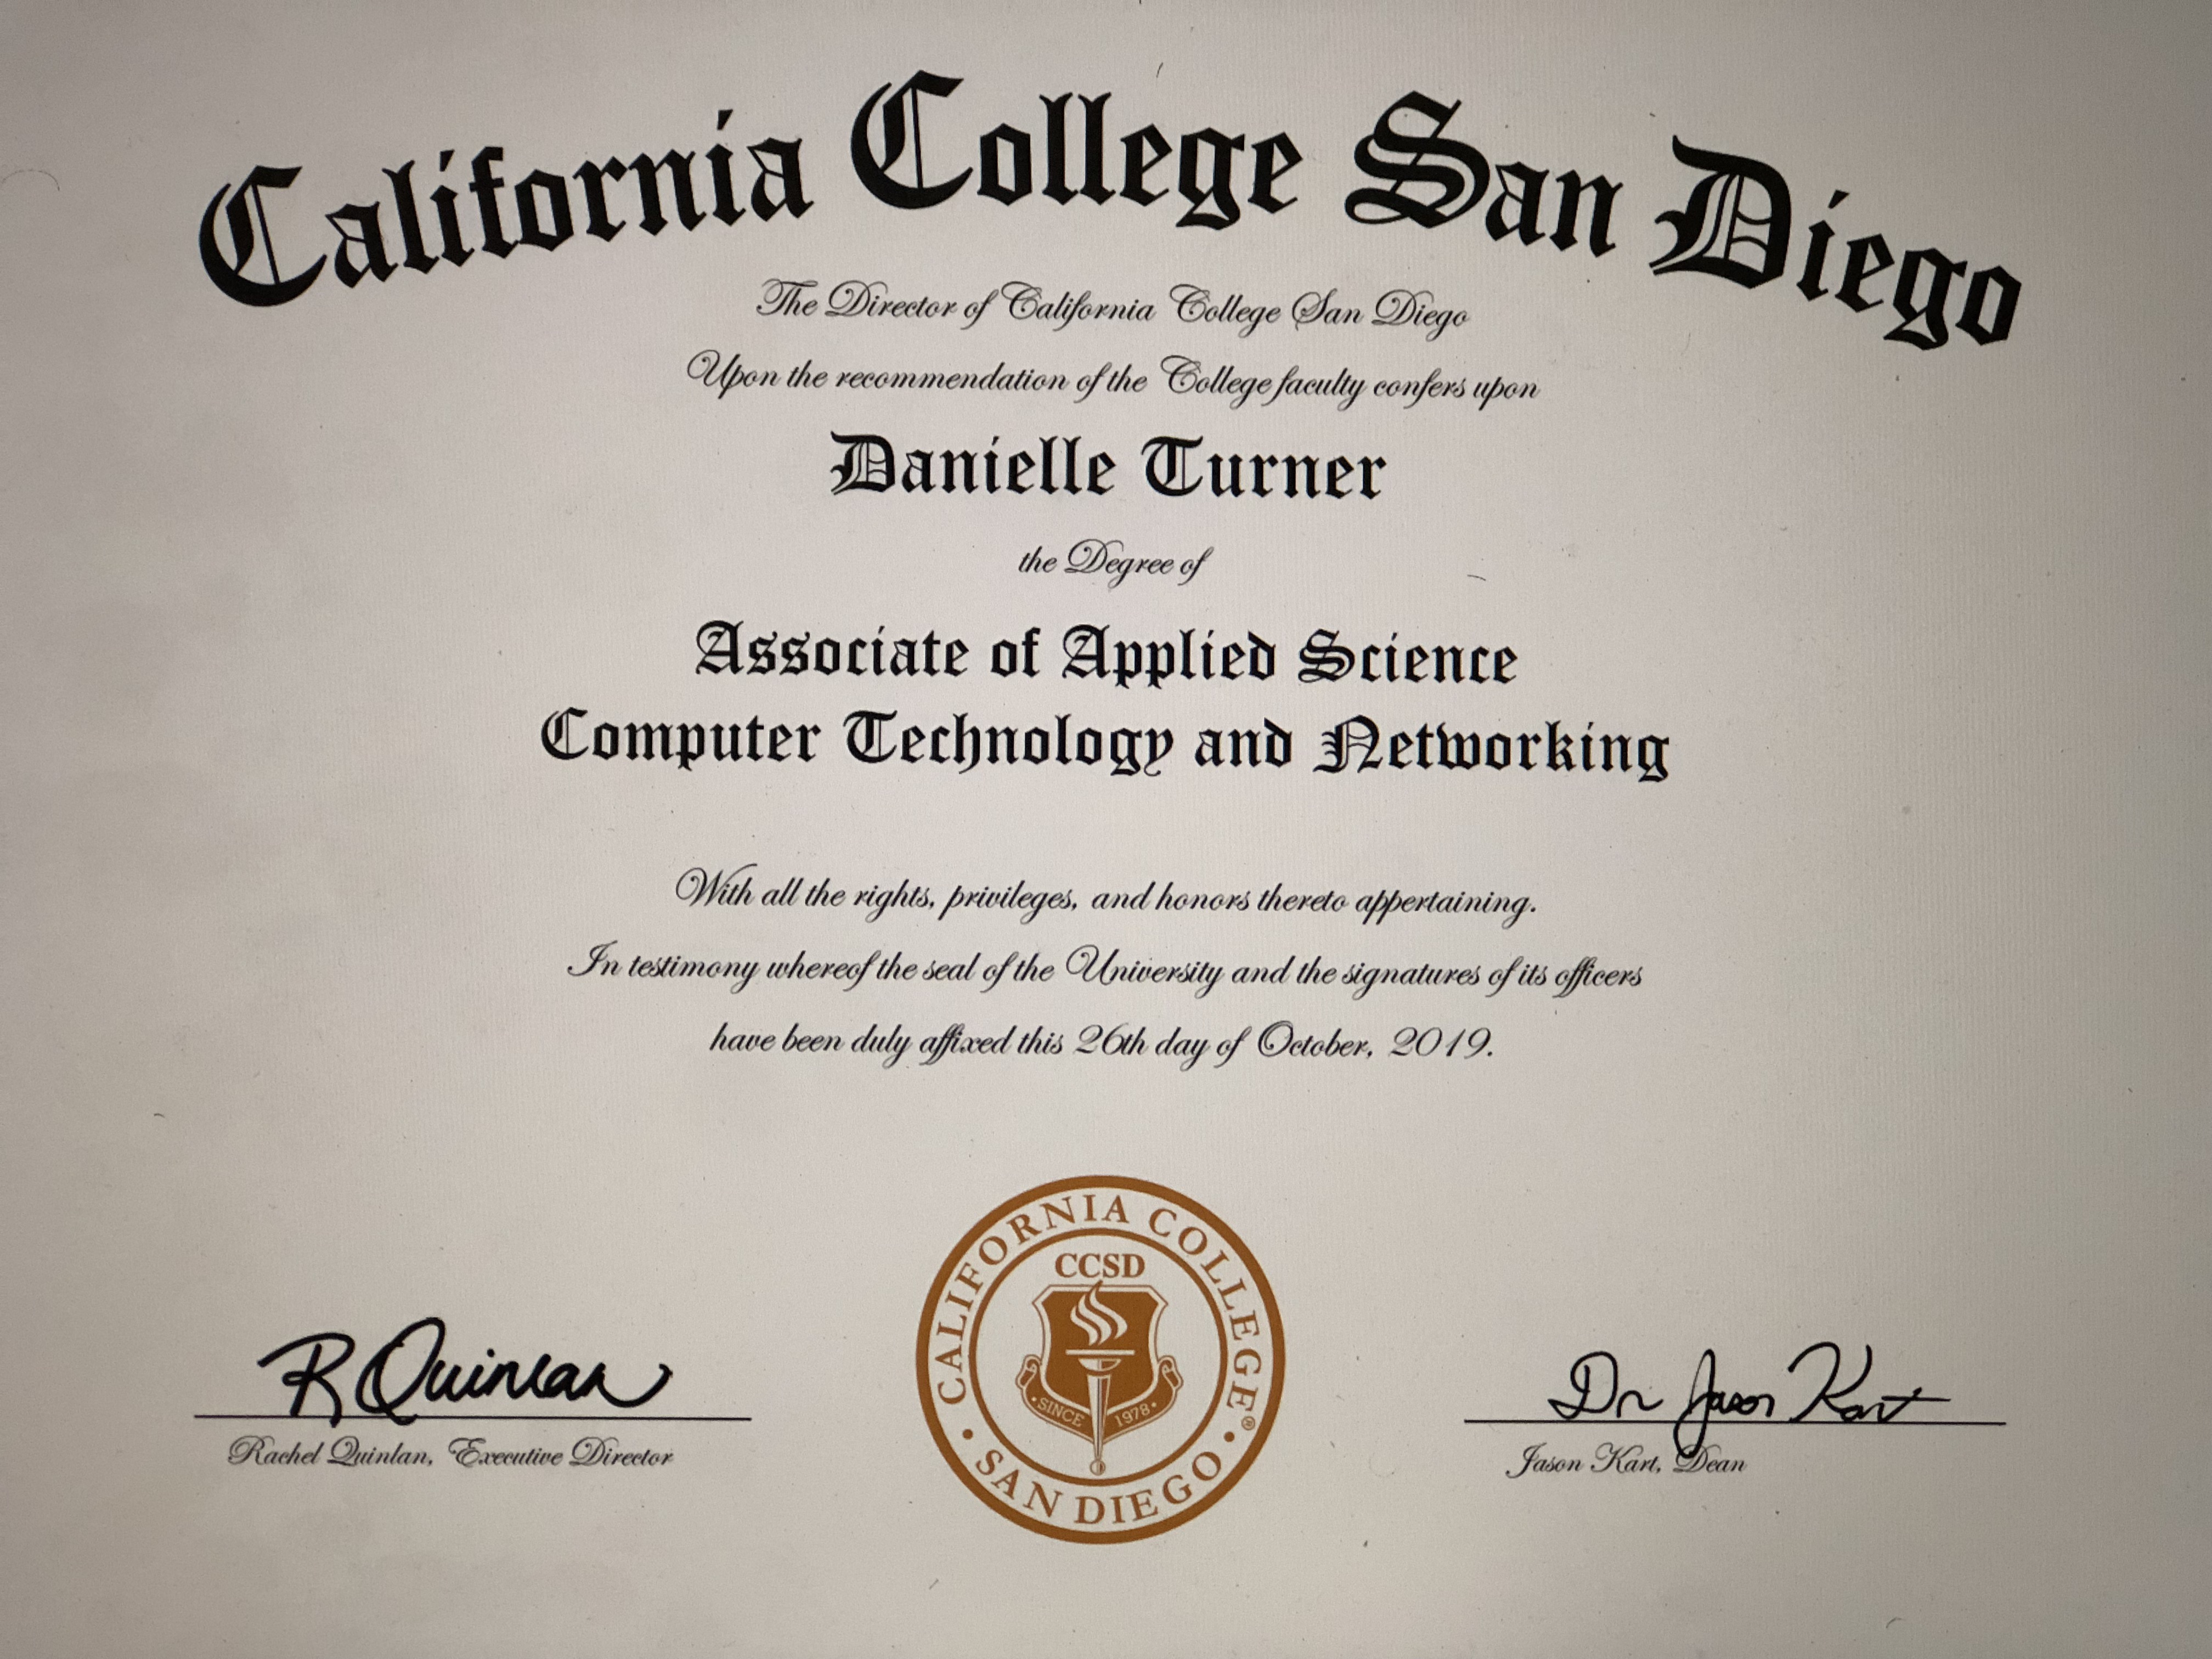 California College San Diego
The Director of California College San Diego
Upon the recommendation of the College faculty confers upon
Danielle Turner
the Degree of
Associate of Applied Science
Computer Technology and Networking
With all the rights, privileges, and honors thereto appertaining.
In testimony whereof the seal of the University and the signatures of its officers
have been duly affixed this 26th day of October, 2019.
R Quinlan
Rachel Quinlan, Executive Director
CALIFORNIA COLLEGE®
CCSD
• SINCE 1978 •
• SAN DIEGO •
Dr Jason Kart
Jason Kart, Dean